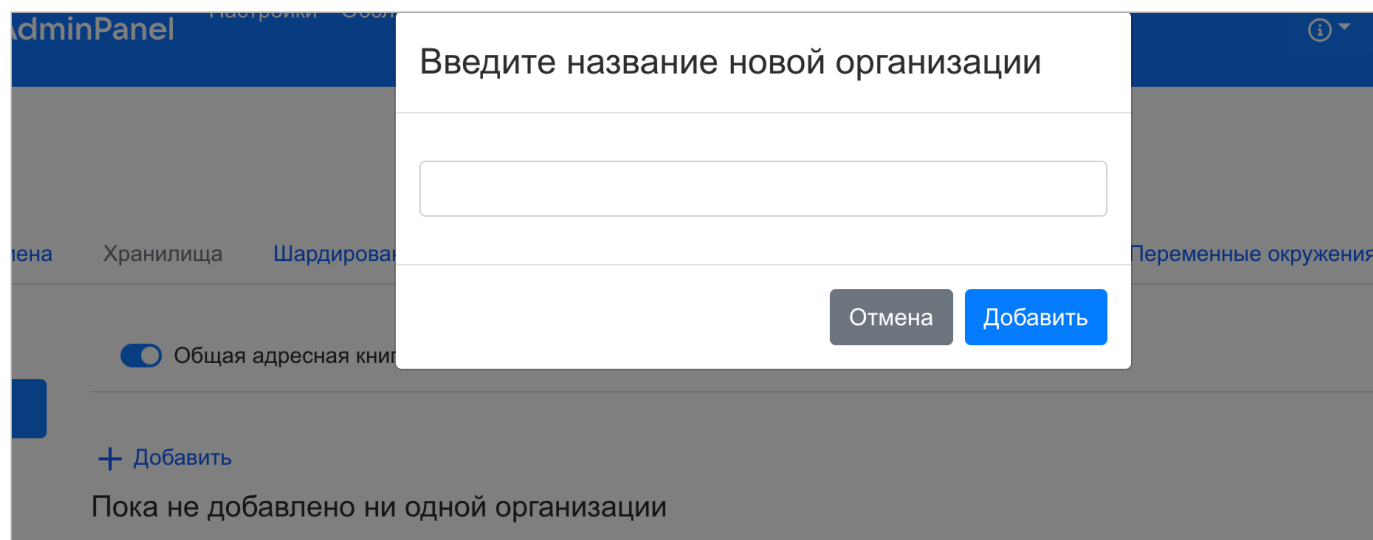 AdminPanel
Введите название новой организации
Хранилища
Переменные окружения
Отмена
Добавить
Общая адресная
Добавить
Пока не добавлено ни одной организации